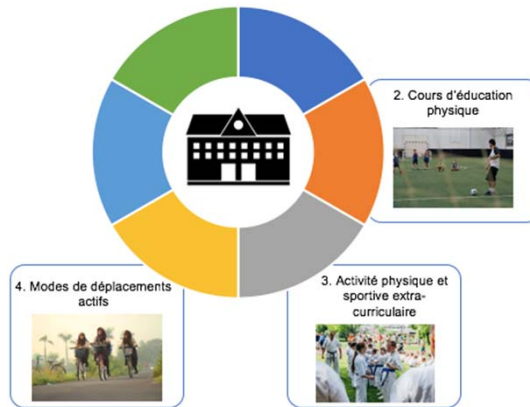 2. Cours d'éducation
physique
3. Activité physique et
sportive extra-
curriculaire
4. Modes de déplacements
actifs